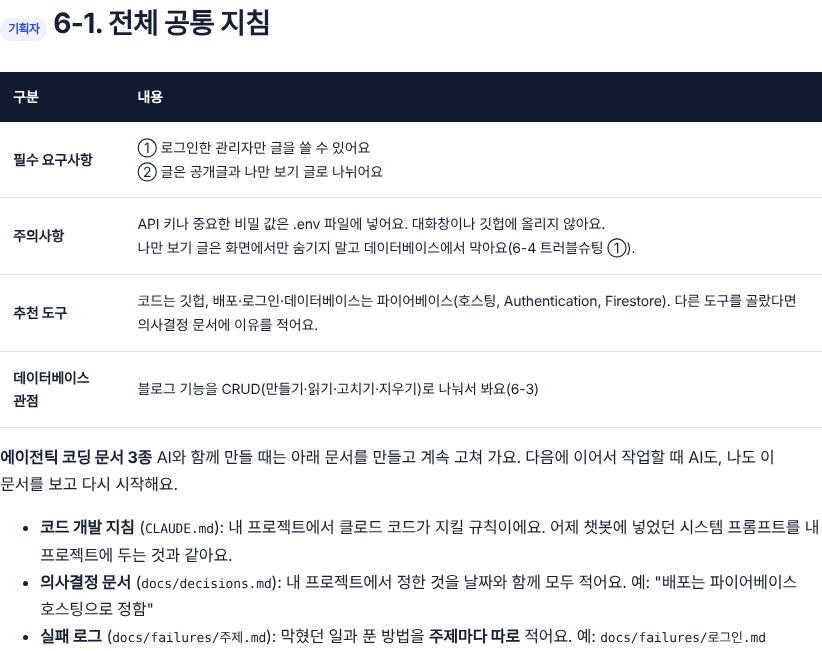 기획자 6-1. 전체 공통 지침
구분 내용
필수 요구사항
① 로그인한 관리자만 글을 쓸 수 있어요
② 글은 공개글과 나만 보기 글로 나뉘어요
주의사항
API 키나 중요한 비밀 값은 .env 파일에 넣어요. 대화창이나 깃헙에 올리지 않아요.
나만 보기 글은 화면에서만 숨기지 말고 데이터베이스에서 막아요(6-4 트러블슈팅 ①).
추천 도구
코드는 깃헙, 배포·로그인·데이터베이스는 파이어베이스(호스팅, Authentication, Firestore). 다른 도구를 골랐다면
의사결정 문서에 이유를 적어요.
데이터베이스
관점
블로그 기능을 CRUD(만들기·읽기·고치기·지우기)로 나눠서 봐요(6-3)
에이전틱 코딩 문서 3종 AI와 함께 만들 때는 아래 문서를 만들고 계속 고쳐 가요. 다음에 이어서 작업할 때 AI도, 나도 이
문서를 보고 다시 시작해요.
• 코드 개발 지침 (CLAUDE.md): 내 프로젝트에서 클로드 코드가 지킬 규칙이에요. 어제 챗봇에 넣었던 시스템 프롬프트를 내
프로젝트에 두는 것과 같아요.
• 의사결정 문서 (docs/decisions.md): 내 프로젝트에서 정한 것을 날짜와 함께 모두 적어요. 예: "배포는 파이어베이스
호스팅으로 정함"
• 실패 로그 (docs/failures/주제.md): 막혔던 일과 푼 방법을 주제마다 따로 적어요. 예: docs/failures/로그인.md